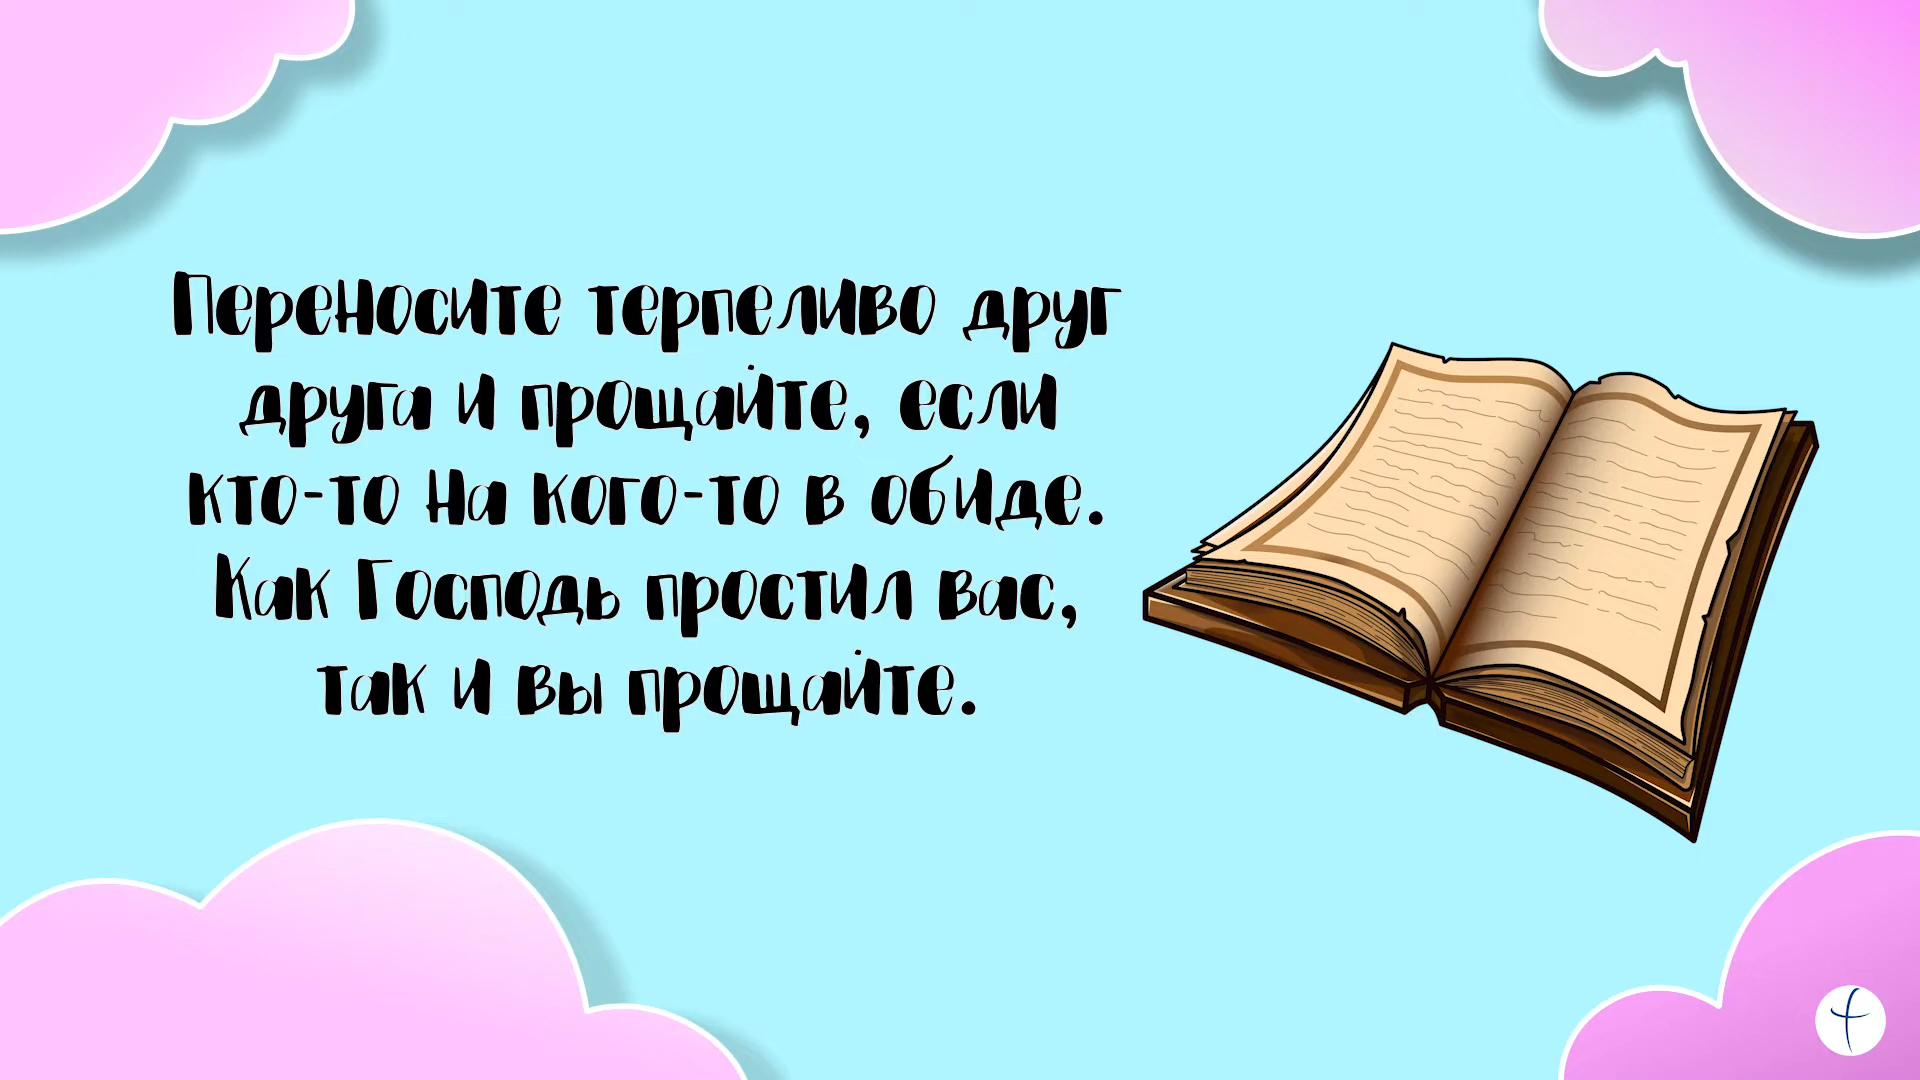 Переносите терпеливо друг
друга и прощайте, если
кто-то на кого-то в обиде.
Как Господь простил вас,
так и вы прощайте.